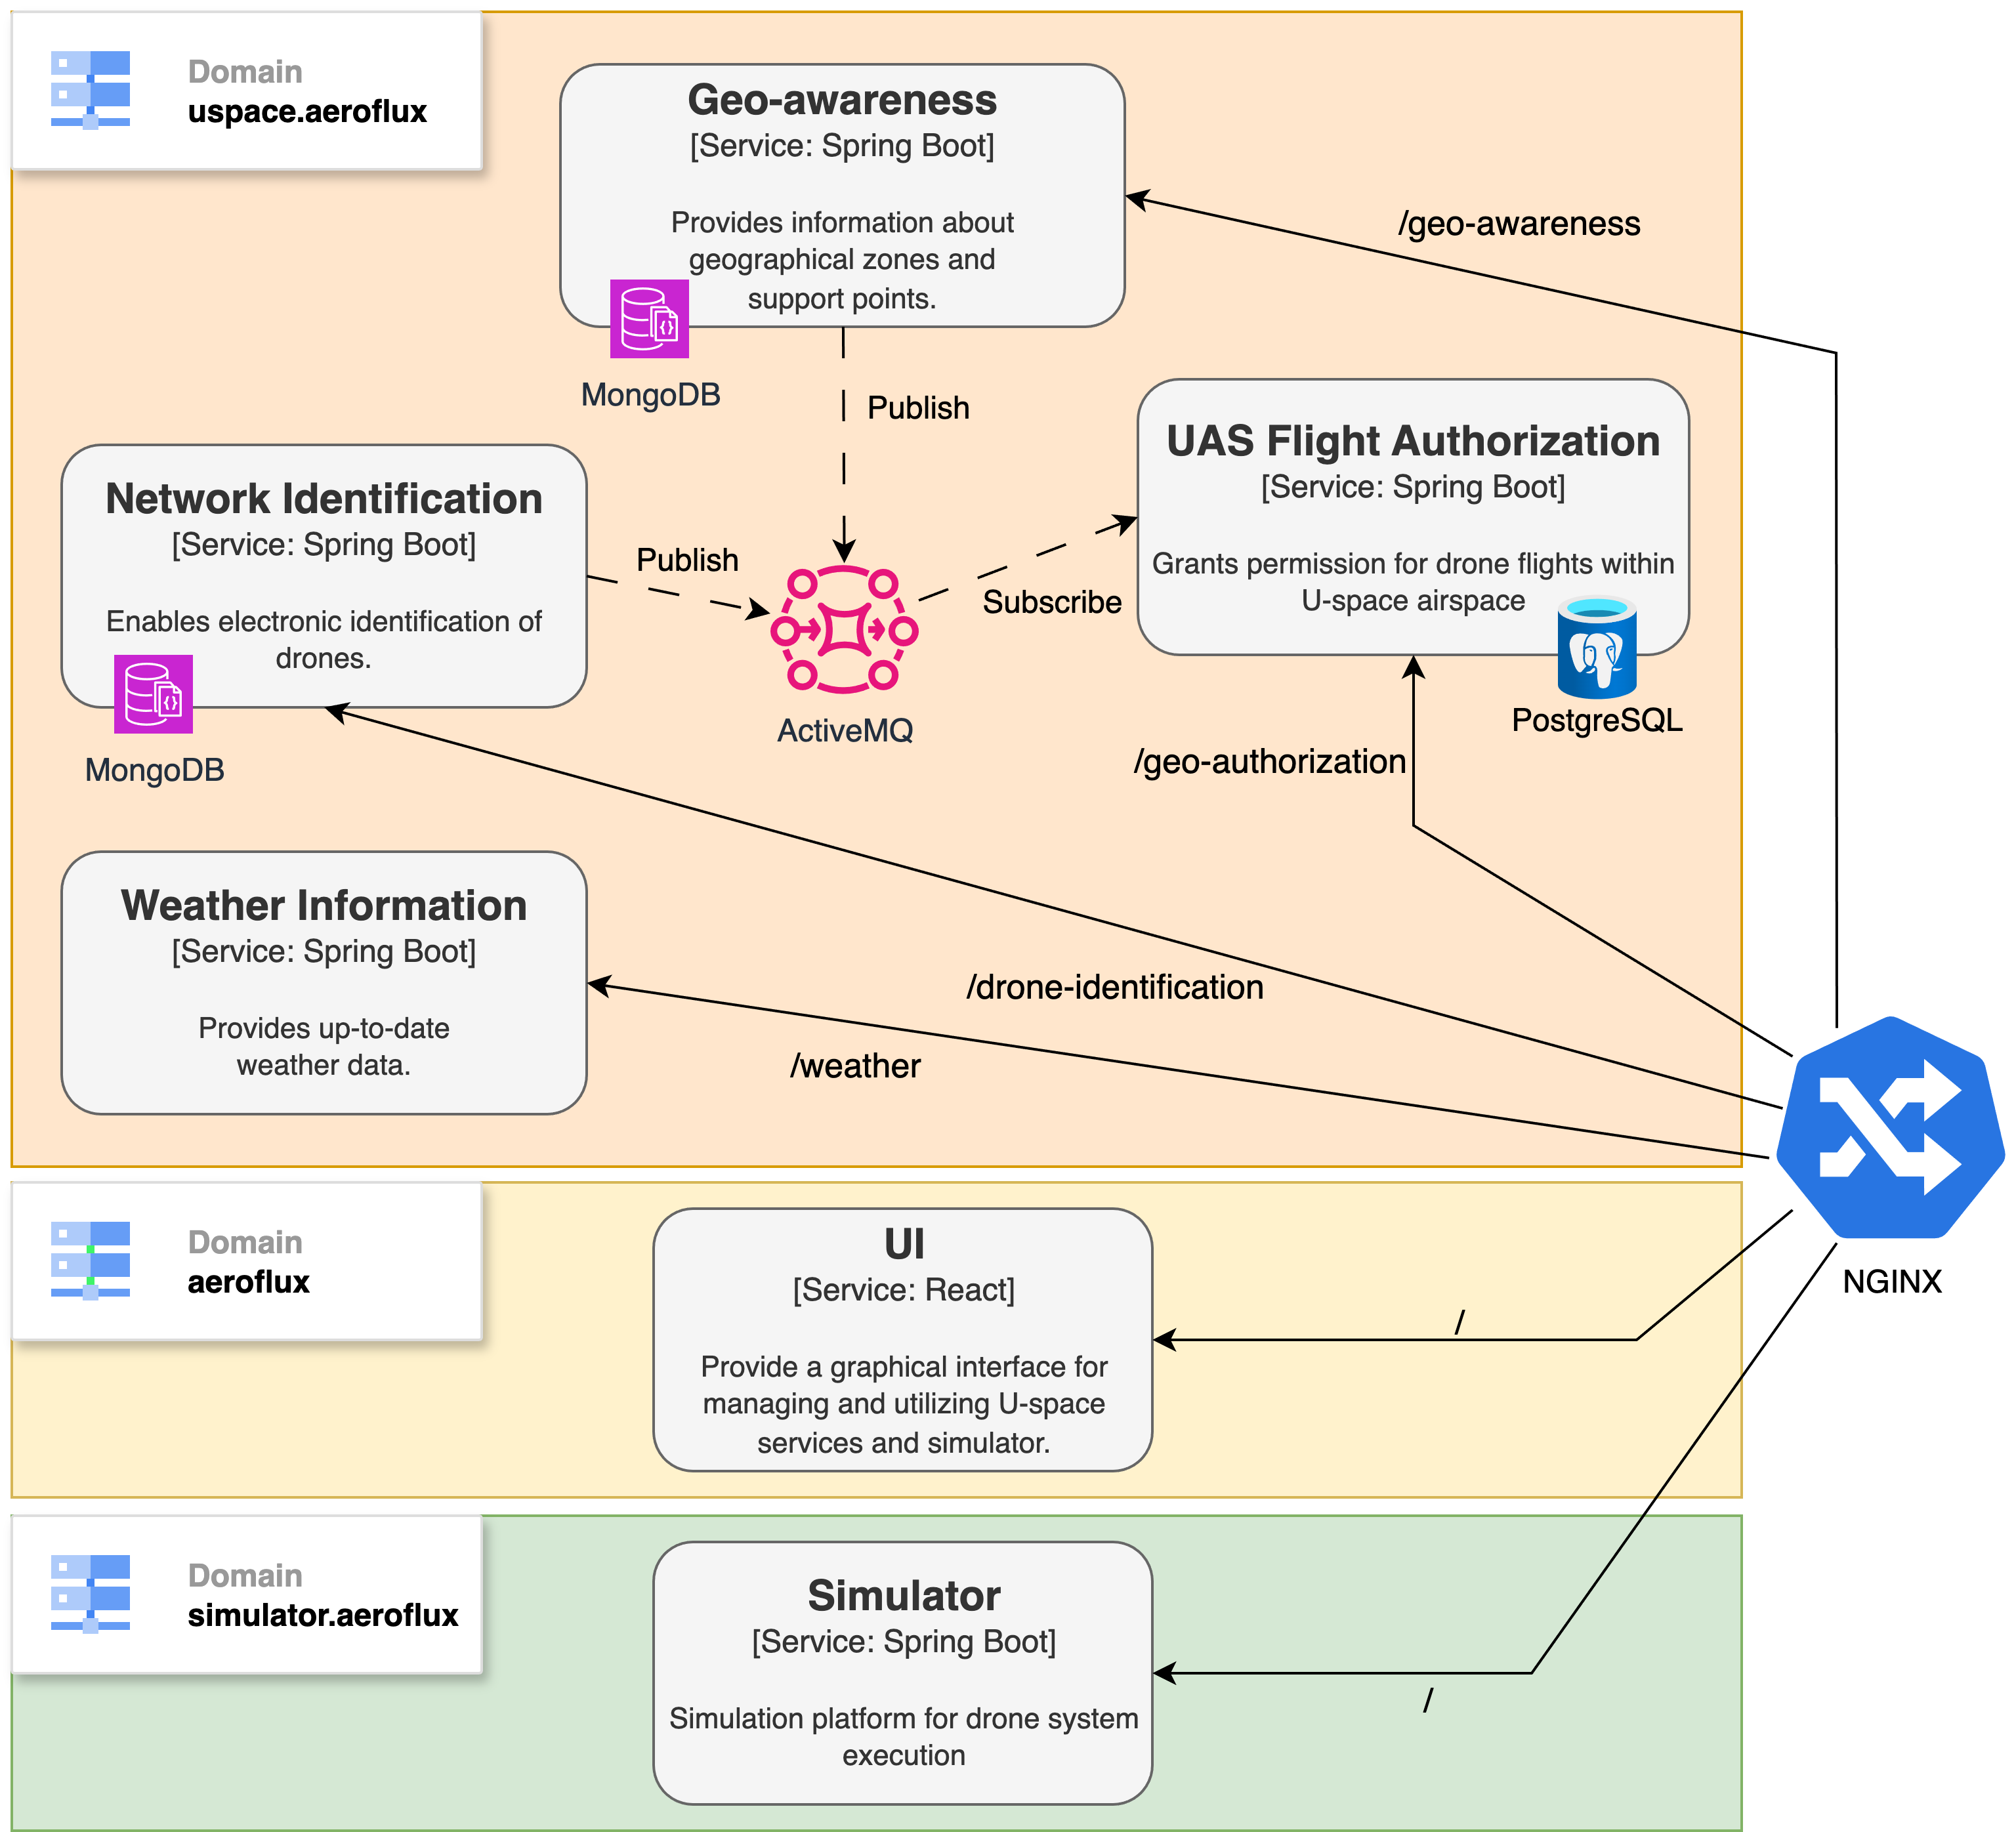 Domain
uspace.aeroflux
Geo-awareness
[Service: Spring Boot]
Provides information about
geographical zones and
support points.
MongoDB
/geo-awareness
Publish
UAS Flight Authorization
[Service: Spring Boot]
Grants permission for drone flights within
U-space airspace
PostgreSQL
Network Identification
[Service: Spring Boot]
Enables electronic identification of
drones.
MongoDB
Publish
Subscribe
ActiveMQ
/geo-authorization
Weather Information
[Service: Spring Boot]
Provides up-to-date
weather data.
/drone-identification
/weather
NGINX
Domain
aeroflux
UI
[Service: React]
Provide a graphical interface for
managing and utilizing U-space
services and simulator.
/
Domain
simulator.aeroflux
Simulator
[Service: Spring Boot]
Simulation platform for drone system
execution
/